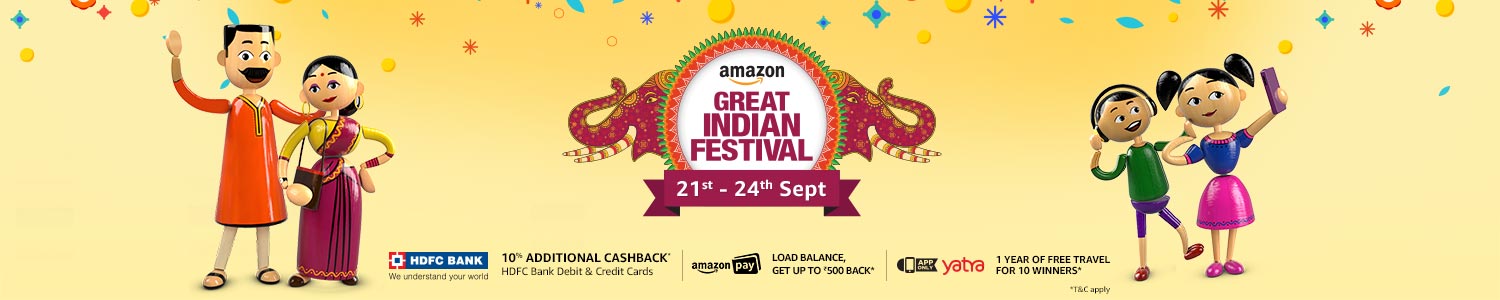 amazon
GREAT
INDIAN
FESTIVAL
21st - 24th Sept
HDFC BANK
We understand your world
10% ADDITIONAL CASHBACK*
HDFC Bank Debit & Credit Cards
amazon pay
LOAD BALANCE,
GET UP TO ₹500 BACK*
APP
ONLY
yatra
1 YEAR OF FREE TRAVEL
FOR 10 WINNERS*
*T&C apply